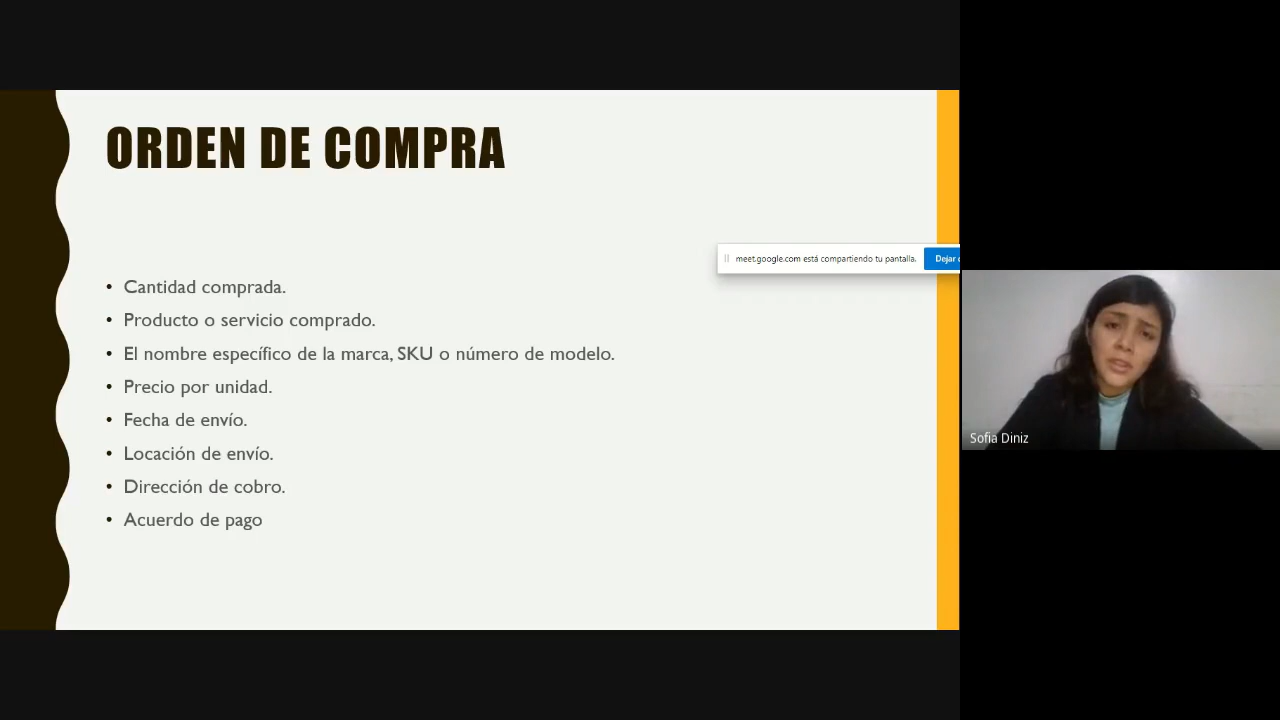 ORDEN DE COMPRA
meet.google.com está compartiendo tu pantalla.
Dejar
• Cantidad comprada.
• Producto o servicio comprado.
• El nombre específico de la marca, SKU o número de modelo.
• Precio por unidad.
• Fecha de envío.
• Locación de envío.
• Dirección de cobro.
• Acuerdo de pago
Sofia Diniz